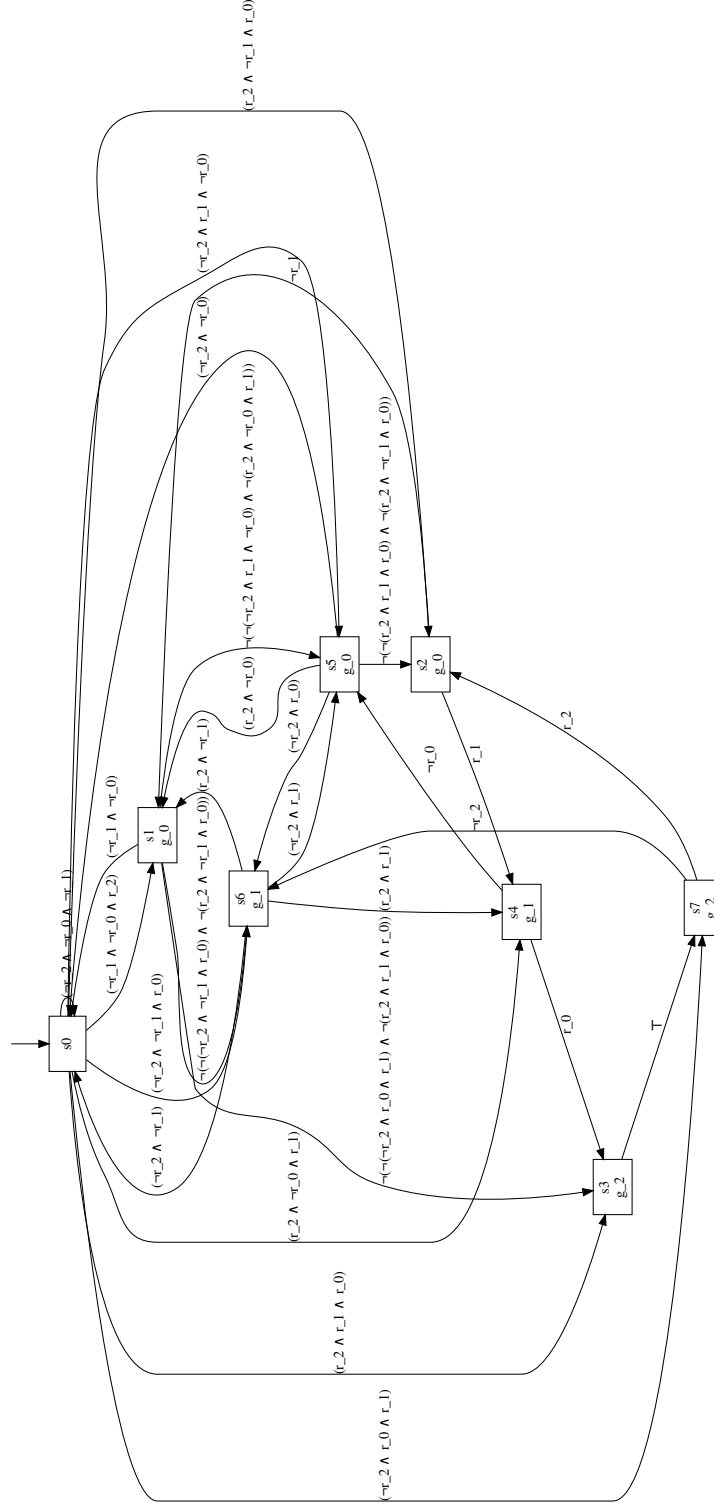 (r_2 ∧ ¬r_1 ∧ r_0)
(¬r_2 ∧ r_1 ∧ ¬r_0)
¬r_1
(¬r_2 ∧ ¬r_0)
¬(¬(¬r_2 ∧ r_1 ∧ ¬r_0) ∧ ¬(r_2 ∧ ¬r_0 ∧ r_1))
(r_2 ∧ ¬r_0)
s5
g_0
¬(¬(r_2 ∧ r_1 ∧ r_0) ∧ ¬(r_2 ∧ ¬r_1 ∧ r_0))
s2
g_0
(¬r_2 ∧ r_0)
(r_2 ∧ ¬r_1)
(¬r_2 ∧ r_1)
¬r_0
r_1
r_2
¬r_2
(¬r_1 ∧ ¬r_0)
s1
g_0
(¬r_2 ∧ ¬r_0 ∧ ¬r_1)
(¬r_1 ∧ ¬r_0 ∧ r_2)
s6
g_1
(r_2 ∧ r_1)
s4
g_1
s7
g_2
s0
(¬r_2 ∧ ¬r_1 ∧ r_0)
¬(¬(¬r_2 ∧ ¬r_1 ∧ r_0) ∧ ¬(r_2 ∧ ¬r_1 ∧ r_0))
(¬r_2 ∧ ¬r_1)
¬(¬(¬r_2 ∧ r_0 ∧ r_1) ∧ ¬(r_2 ∧ r_1 ∧ r_0))
r_0
⊤
(r_2 ∧ ¬r_0 ∧ r_1)
s3
g_2
(r_2 ∧ r_1 ∧ r_0)
(¬r_2 ∧ r_0 ∧ r_1)